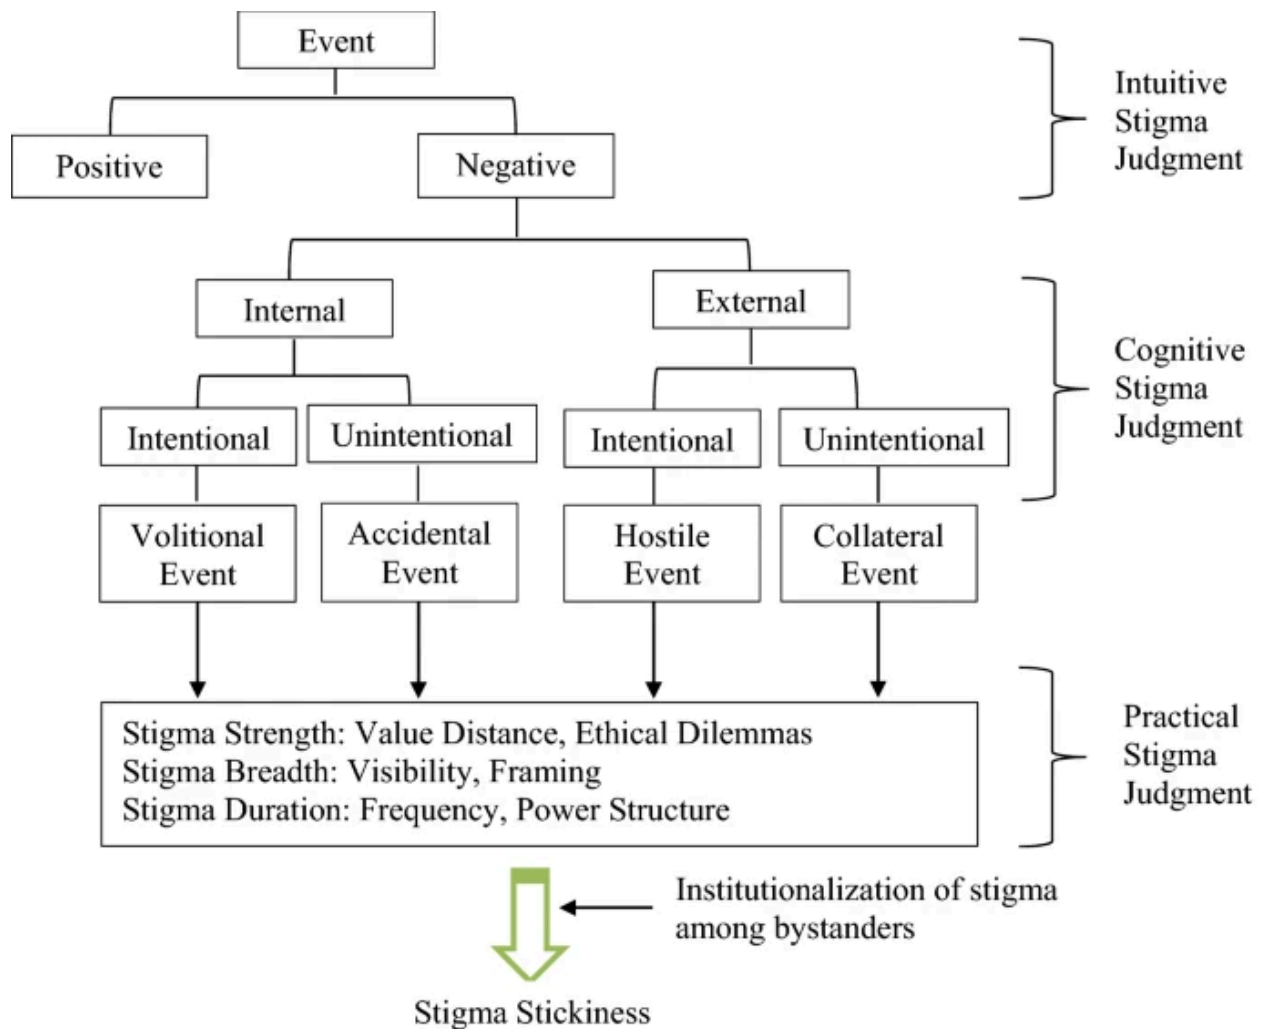 Event
Intuitive
Stigma
Judgment
Positive
Negative
Internal
External
Cognitive
Stigma
Judgment
Intentional
Unintentional
Intentional
Unintentional
Volitional
Event
Accidental
Event
Hostile
Event
Collateral
Event
Stigma Strength: Value Distance, Ethical Dilemmas
Stigma Breadth: Visibility, Framing
Stigma Duration: Frequency, Power Structure
Practical
Stigma
Judgment
Institutionalization of stigma
among bystanders
Stigma Stickiness